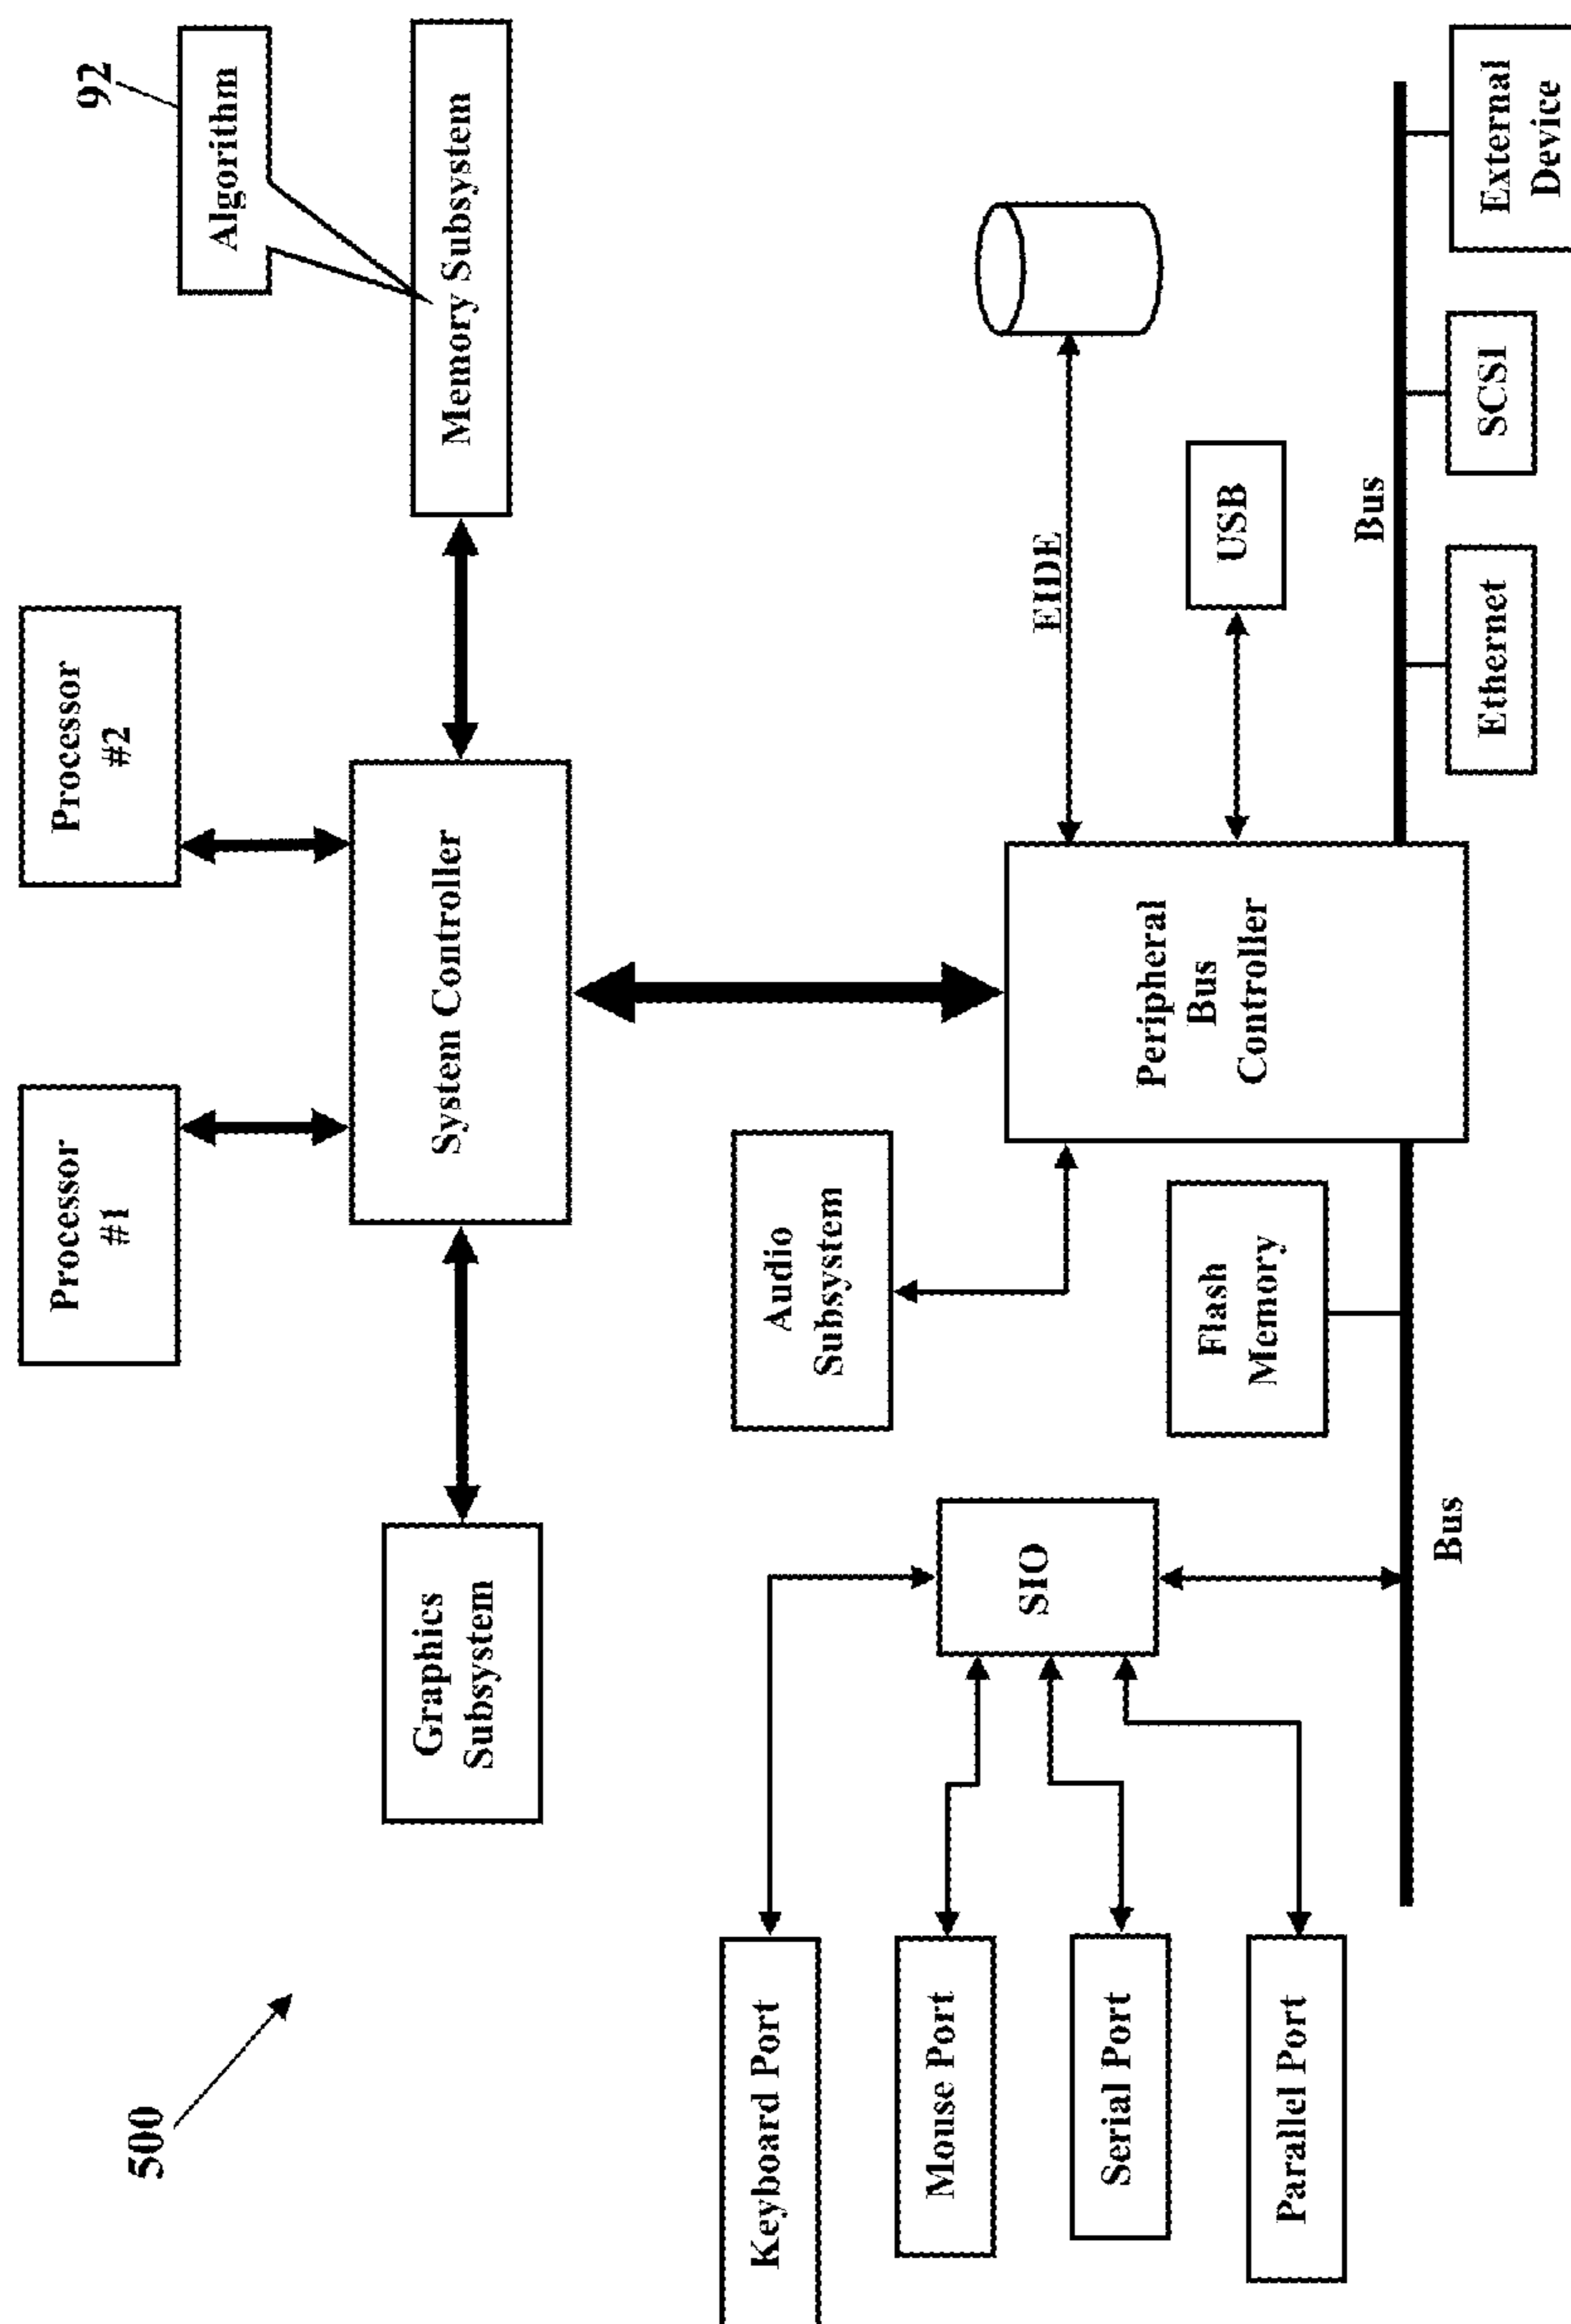 500
92
Processor
#1
Processor
#2
Algorithm
Graphics
Subsystem
System Controller
Memory Subsystem
Keyboard Port
Mouse Port
Serial Port
Parallel Port
SIO
Audio
Subsystem
Flash
Memory
Bus
Peripheral
Bus
Controller
EIDE
USB
Bus
Ethernet
SCSI
External
Device